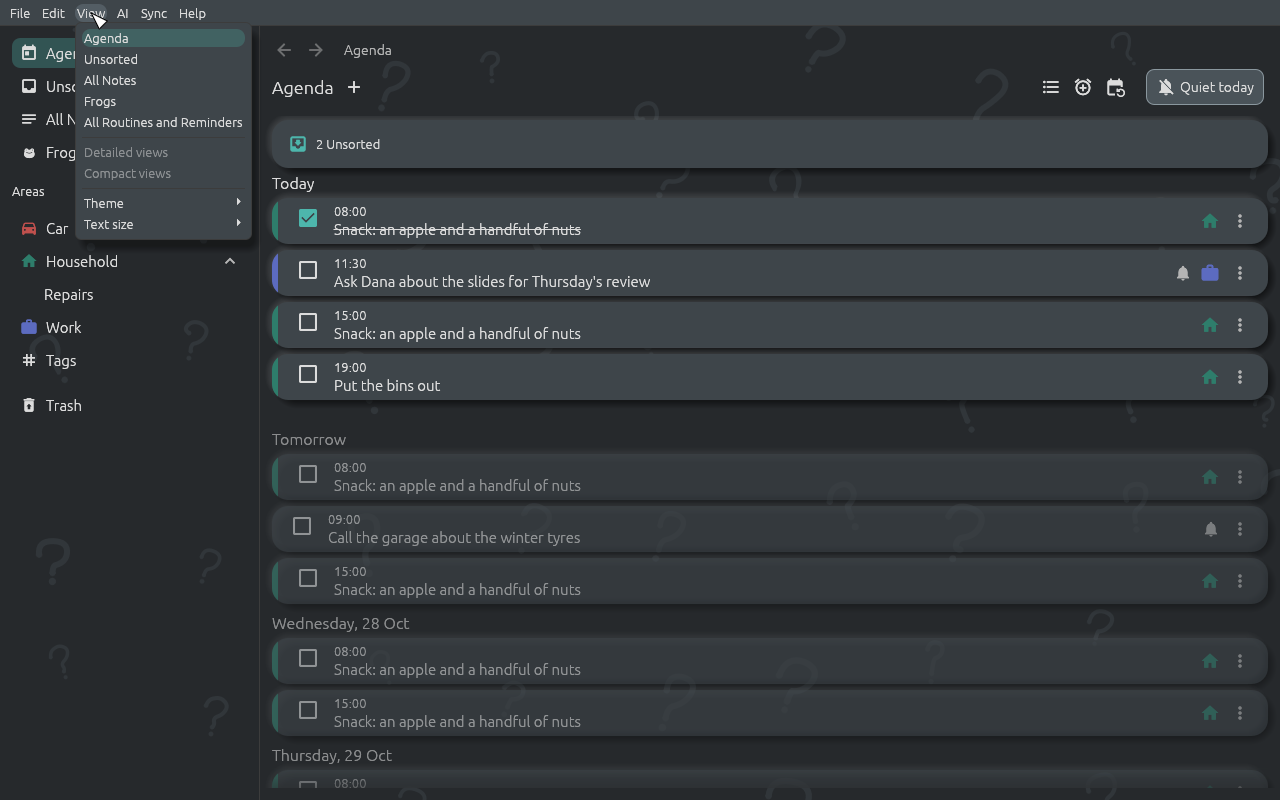 File Edit View AI Sync Help
Agenda
Unsorted
All Notes
Frogs
All Routines and Reminders
Detailed views
Compact views
Theme
Text size
Agen
Unso
All N
Frog
Areas
Car
Household
Repairs
Work
Tags
Trash
Agenda
Agenda
Quiet today
2 Unsorted
Today
08:00
Snack: an apple and a handful of nuts
11:30
Ask Dana about the slides for Thursday's review
15:00
Snack: an apple and a handful of nuts
19:00
Put the bins out
Tomorrow
08:00
Snack: an apple and a handful of nuts
09:00
Call the garage about the winter tyres
15:00
Snack: an apple and a handful of nuts
Wednesday, 28 Oct
08:00
Snack: an apple and a handful of nuts
15:00
Snack: an apple and a handful of nuts
Thursday, 29 Oct
08:00